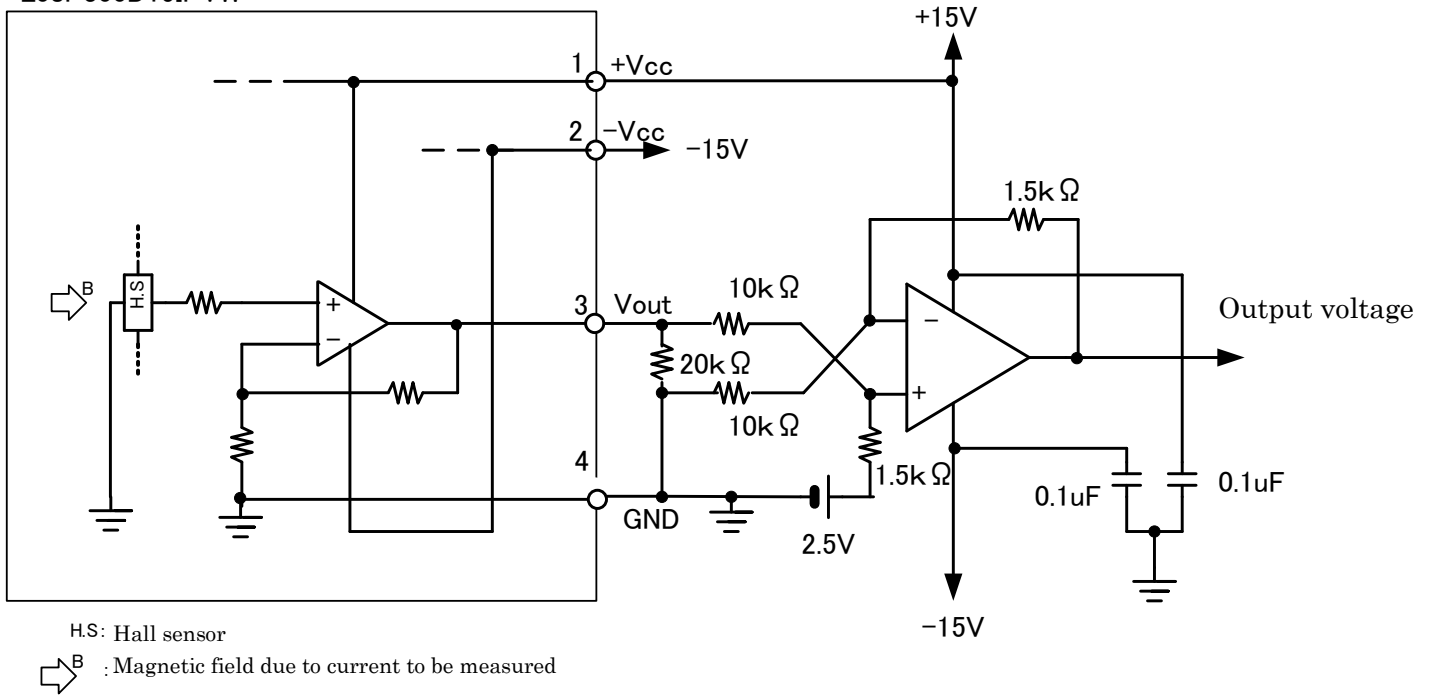 +15V
1 +Vcc
2 −Vcc
−15V
1.5kΩ
B
H.S
+
−
3 Vout
10kΩ
20kΩ
10kΩ
−
+
Output voltage
4
GND
2.5V
1.5kΩ
0.1uF
0.1uF
−15V
H.S: Hall sensor
B : Magnetic field due to current to be measured